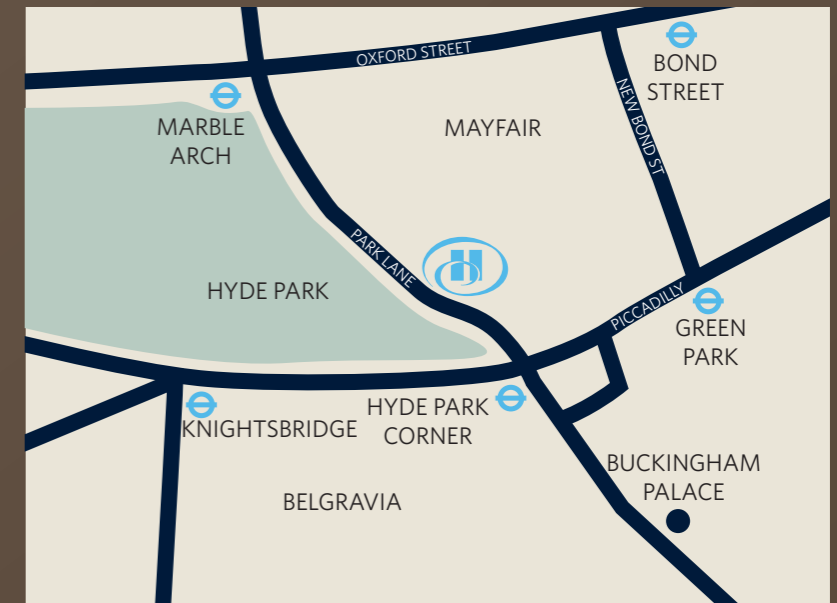 OXFORD STREET
BOND
STREET
MARBLE
ARCH
MAYFAIR
NEW BOND ST
PARK LANE
H
HYDE PARK
PICCADILLY
GREEN
PARK
KNIGHTSBRIDGE
HYDE PARK
CORNER
BUCKINGHAM
PALACE
BELGRAVIA